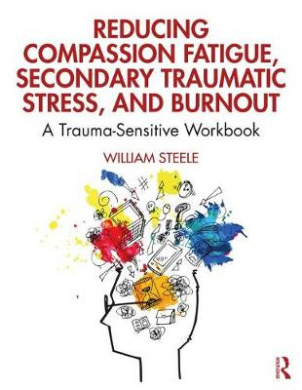 REDUCING
COMPASSION FATIGUE,
SECONDARY TRAUMATIC
STRESS, AND BURNOUT
A Trauma-Sensitive Workbook
WILLIAM STEELE
R